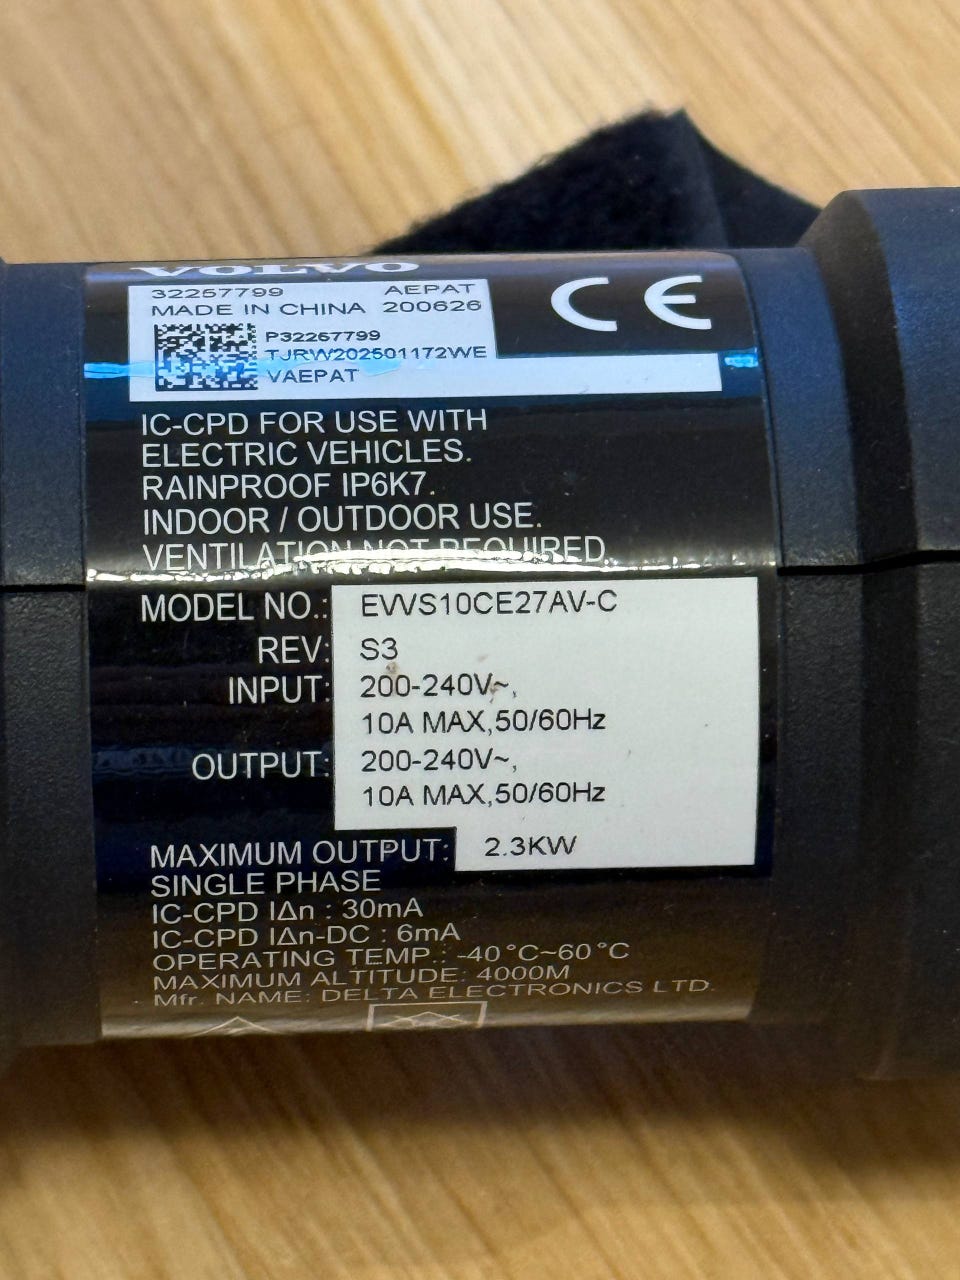 VOLVO
32257799 AEPAT
MADE IN CHINA 200626
P32257799
TJRW202501172WE
VAEPAT
CE
IC-CPD FOR USE WITH
ELECTRIC VEHICLES.
RAINPROOF IP6K7.
INDOOR / OUTDOOR USE.
VENTILATION NOT REQUIRED.
MODEL NO.: EVVS10CE27AV-C
REV: S3
INPUT: 200-240V~,
10A MAX,50/60Hz
OUTPUT: 200-240V~,
10A MAX,50/60Hz
MAXIMUM OUTPUT: 2.3KW
SINGLE PHASE
IC-CPD IΔn : 30mA
IC-CPD IΔn-DC : 6mA
OPERATING TEMP.: -40°C~60°C
MAXIMUM ALTITUDE: 4000M
Mfr. NAME: DELTA ELECTRONICS LTD.